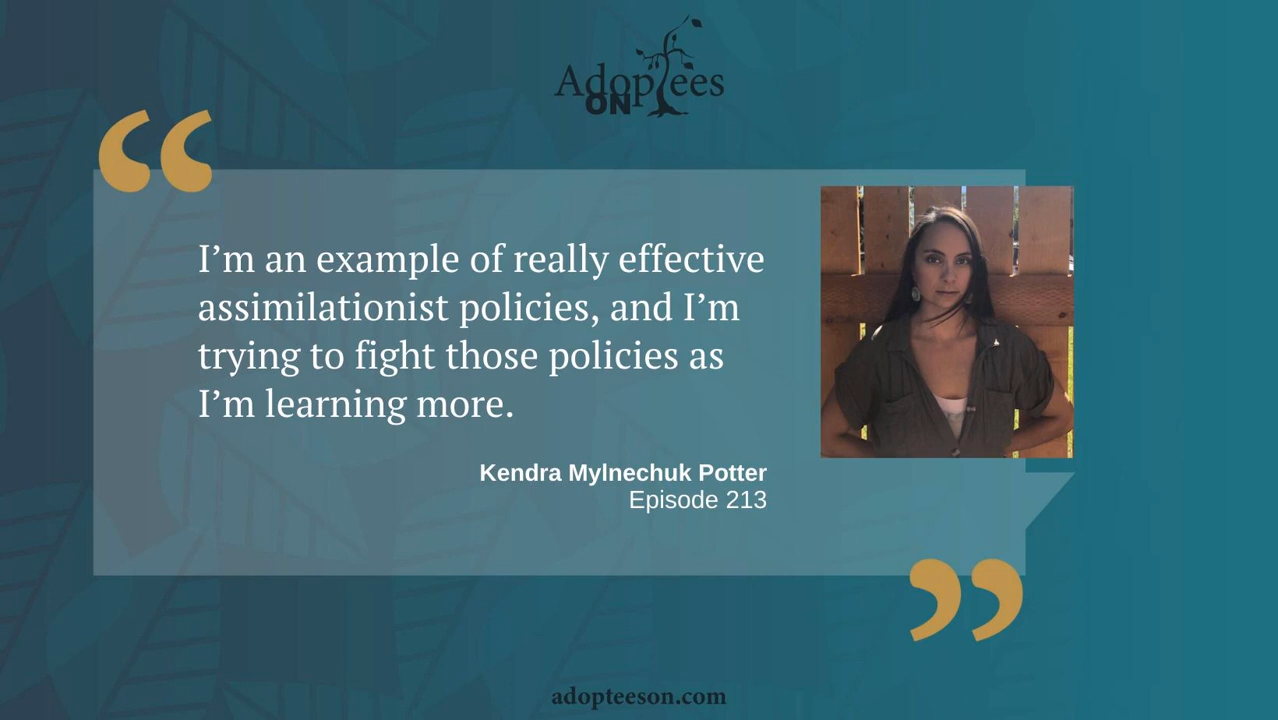 Adoptees
ON
I’m an example of really effective
assimilationist policies, and I’m
trying to fight those policies as
I’m learning more.
Kendra Mylnechuk Potter
Episode 213
adopteeson.com